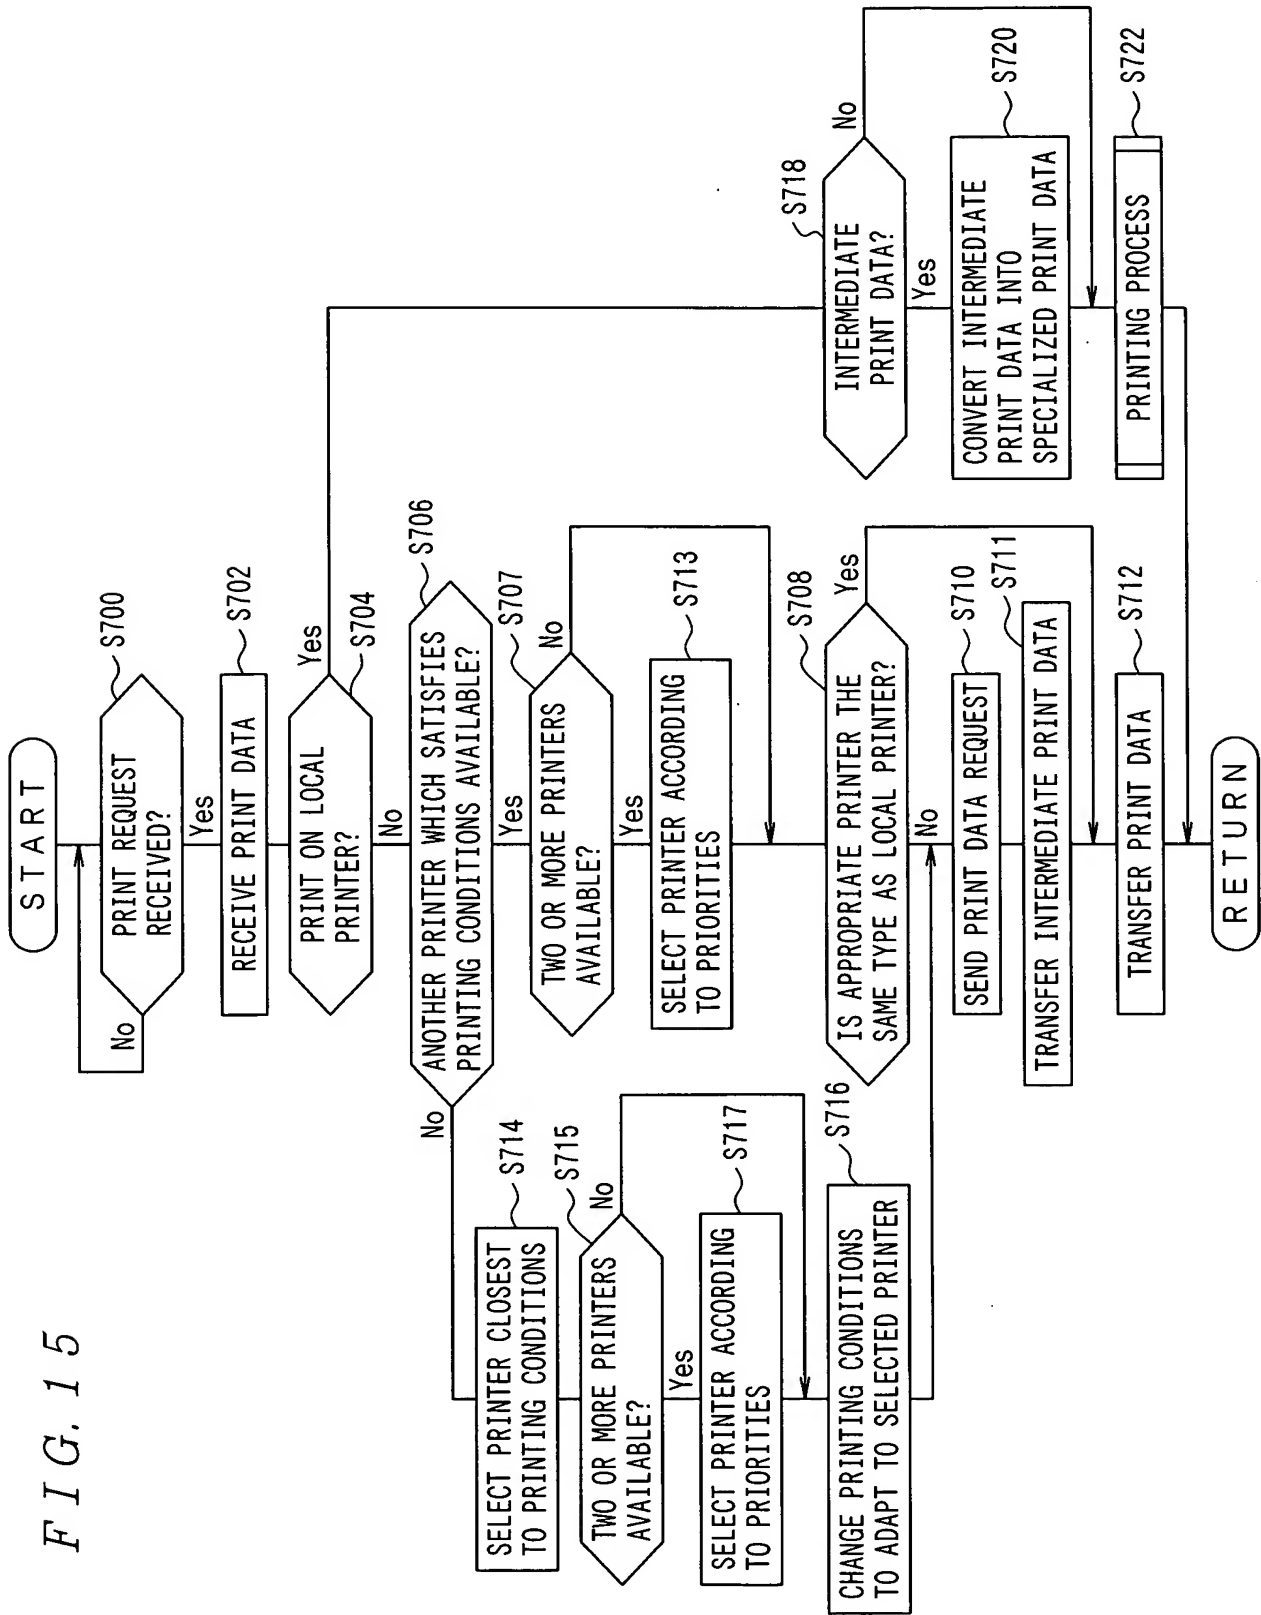 FIG. 15
START
PRINT REQUEST
RECEIVED?
S700
No
Yes
RECEIVE PRINT DATA
S702
PRINT ON LOCAL
PRINTER?
S704
Yes
No
ANOTHER PRINTER WHICH SATISFIES
PRINTING CONDITIONS AVAILABLE?
S706
No
Yes
SELECT PRINTER CLOSEST
TO PRINTING CONDITIONS
S714
TWO OR MORE PRINTERS
AVAILABLE?
S715
No
Yes
SELECT PRINTER ACCORDING
TO PRIORITIES
S717
CHANGE PRINTING CONDITIONS
TO ADAPT TO SELECTED PRINTER
S716
TWO OR MORE PRINTERS
AVAILABLE?
S707
No
Yes
SELECT PRINTER ACCORDING
TO PRIORITIES
S713
IS APPROPRIATE PRINTER THE
SAME TYPE AS LOCAL PRINTER?
S708
Yes
No
SEND PRINT DATA REQUEST
S710
TRANSFER INTERMEDIATE PRINT DATA
S711
TRANSFER PRINT DATA
S712
INTERMEDIATE
PRINT DATA?
S718
No
Yes
CONVERT INTERMEDIATE
PRINT DATA INTO
SPECIALIZED PRINT DATA
S720
PRINTING PROCESS
S722
RETURN